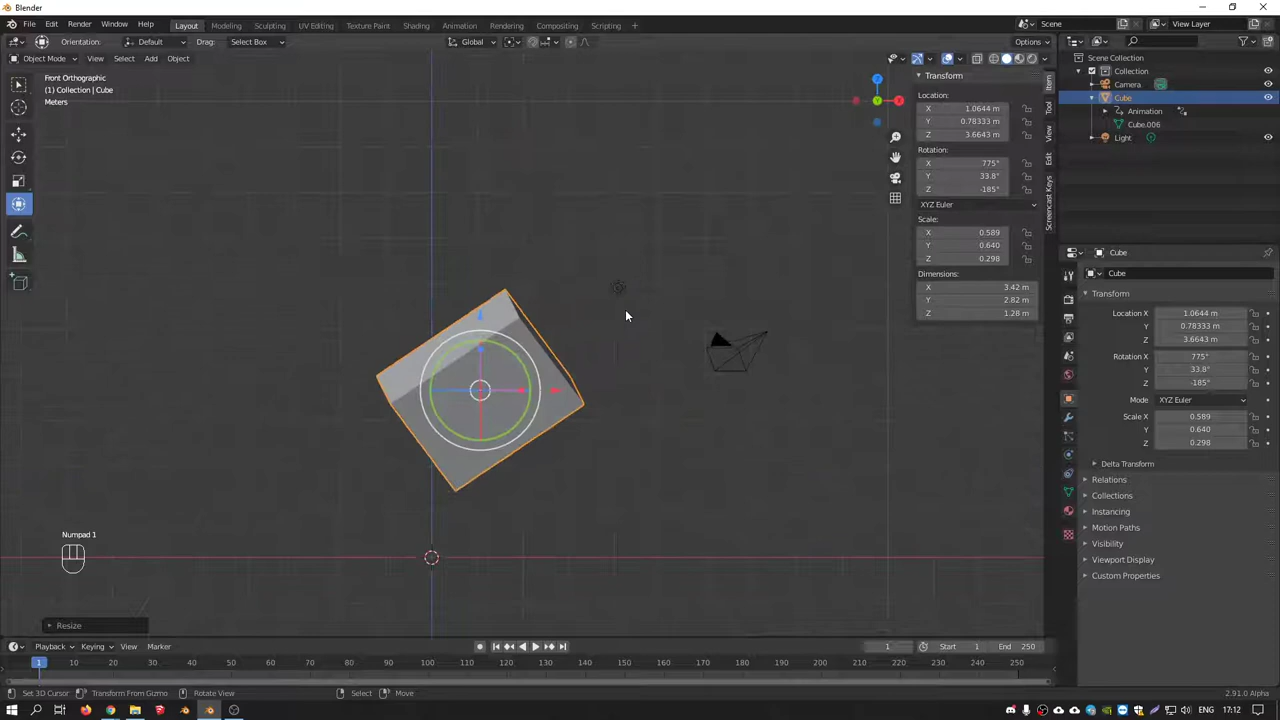 Blender
File Edit Render Window Help Layout Modeling Sculpting UV Editing Texture Paint Shading Animation Rendering Compositing Scripting + Scene View Layer
Orientation: Default Drag: Select Box Global Options
Object Mode View Select Add Object
Front Orthographic
(1) Collection | Cube
Meters
Z
X
Y
Transform
Location:
X 1.0644 m
Y 0.78333 m
Z 3.6643 m
Rotation:
X 775°
Y 33.8°
Z -185°
XYZ Euler
Scale:
X 0.589
Y 0.640
Z 0.298
Dimensions:
X 3.42 m
Y 2.82 m
Z 1.28 m
Item
Tool
View
Edit
Screencast Keys
Scene Collection
Collection
Camera
Cube
Animation
Cube.006
Light
Cube
Cube
Transform
Location X 1.0644 m
Y 0.78333 m
Z 3.6643 m
Rotation X 775°
Y 33.8°
Z -185°
Mode XYZ Euler
Scale X 0.589
Y 0.640
Z 0.298
Delta Transform
Relations
Collections
Instancing
Motion Paths
Visibility
Viewport Display
Custom Properties
Numpad 1
Resize
Playback Keying View Marker 1 Start 1 End 250
1 10 20 30 40 50 60 70 80 90 100 110 120 130 140 150 160 170 180 190 200 210 220 230 240 250
Set 3D Cursor Transform From Gizmo Rotate View Select Move 2.91.0 Alpha
ENG 17:12